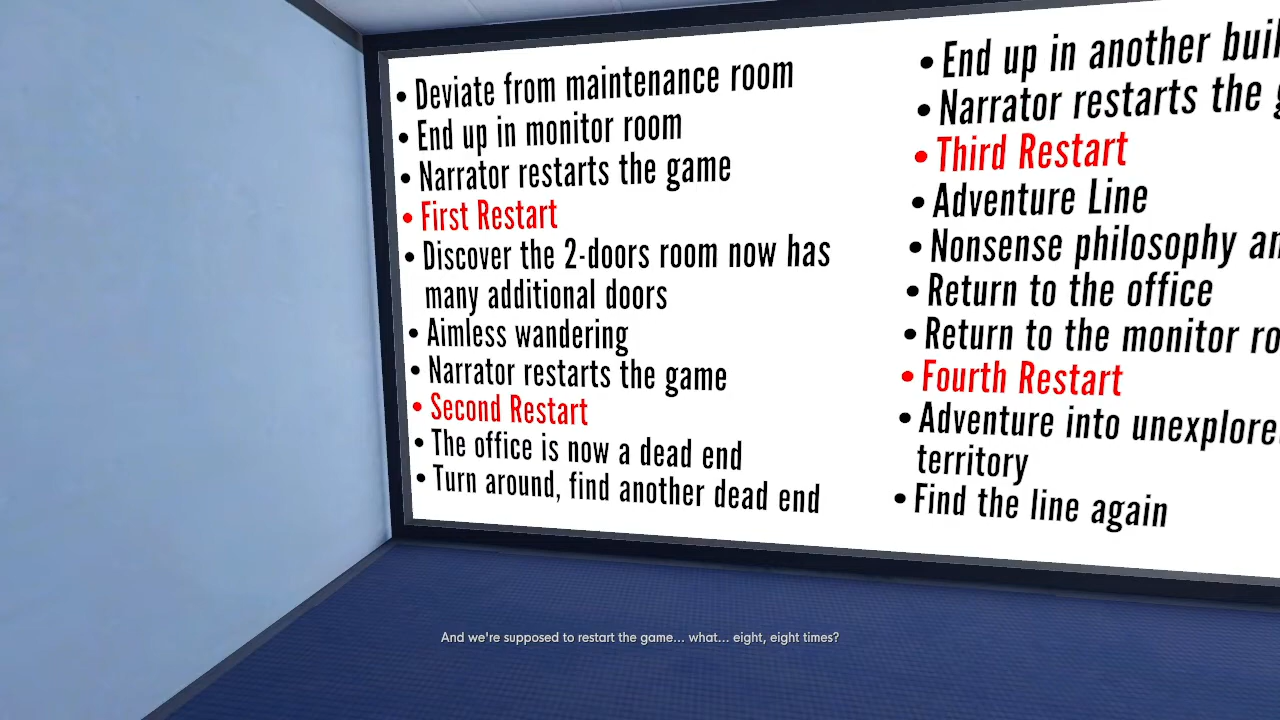 • Deviate from maintenance room
• End up in monitor room
• Narrator restarts the game
• First Restart
• Discover the 2-doors room now has
many additional doors
• Aimless wandering
• Narrator restarts the game
• Second Restart
• The office is now a dead end
• Turn around, find another dead end
• End up in another
• Narrator restarts the
• Third Restart
• Adventure Line
• Nonsense philosophy
• Return to the office
• Return to the monitor
• Fourth Restart
• Adventure into
territory
• Find the line again
And we're supposed to restart the game... what... eight, eight times?